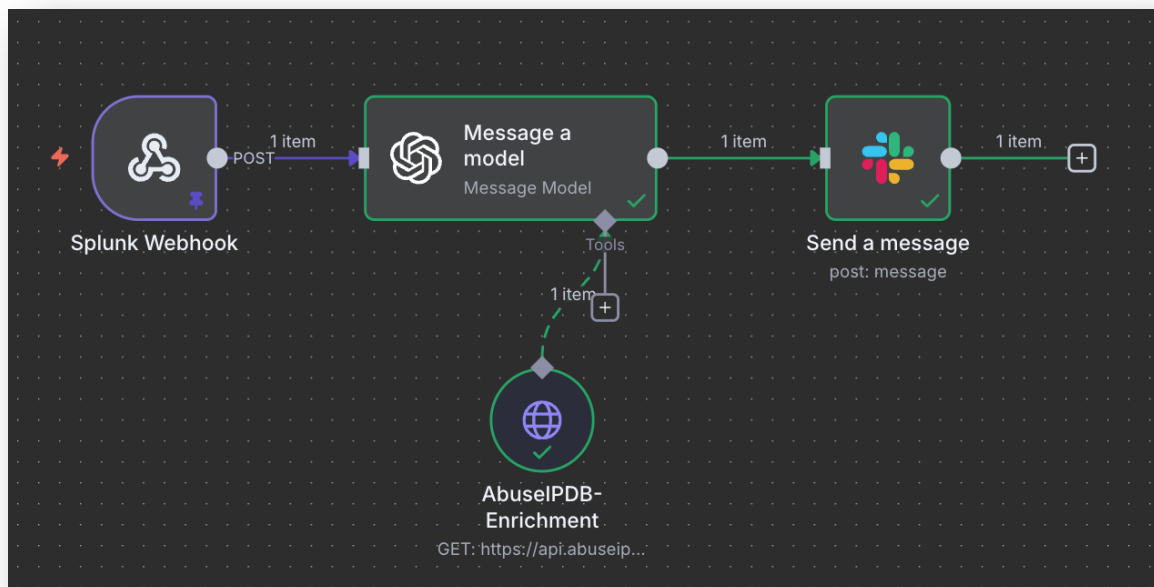 POST
1 item
Message a
model
Message Model
1 item
1 item
Splunk Webhook
Tools
Send a message
post: message
1 item
AbuseIPDB-
Enrichment
GET: https://api.abuseip...